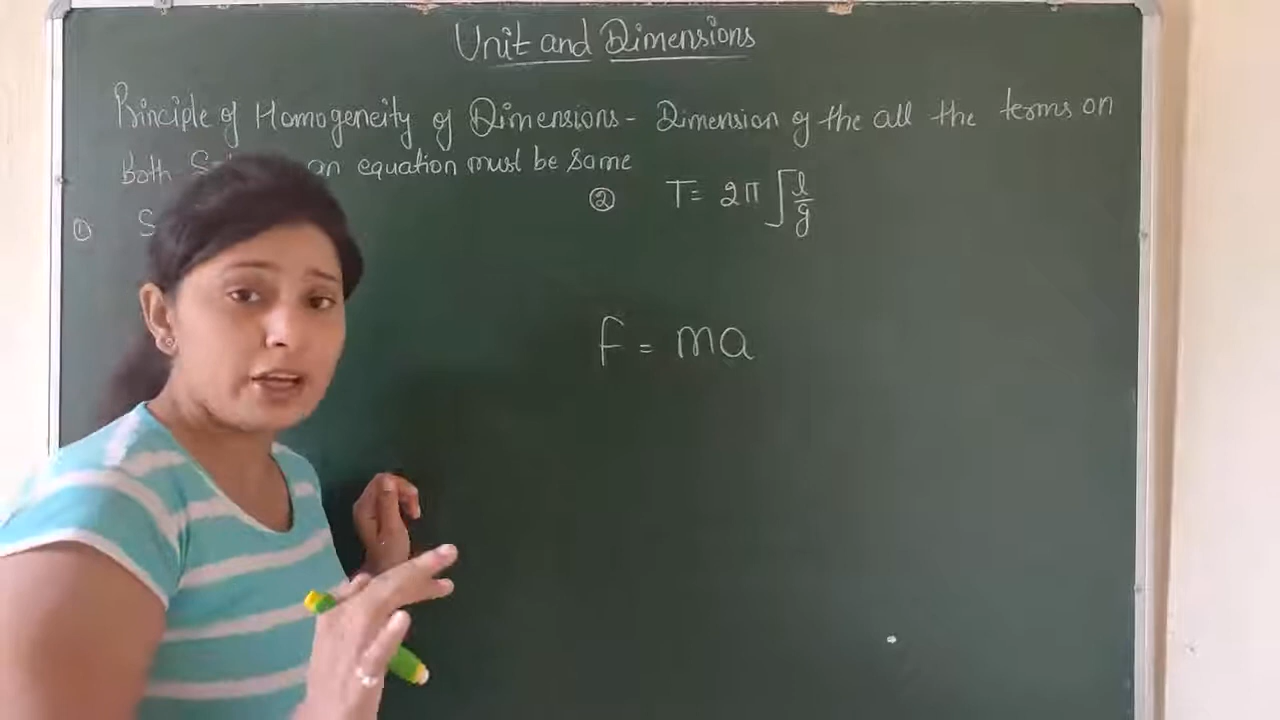 Unit and Dimensions
Principle of Homogeneity of Dimensions - Dimension of the all the terms on
both an equation must be same
① S
② T = 2π √l/g
F = ma